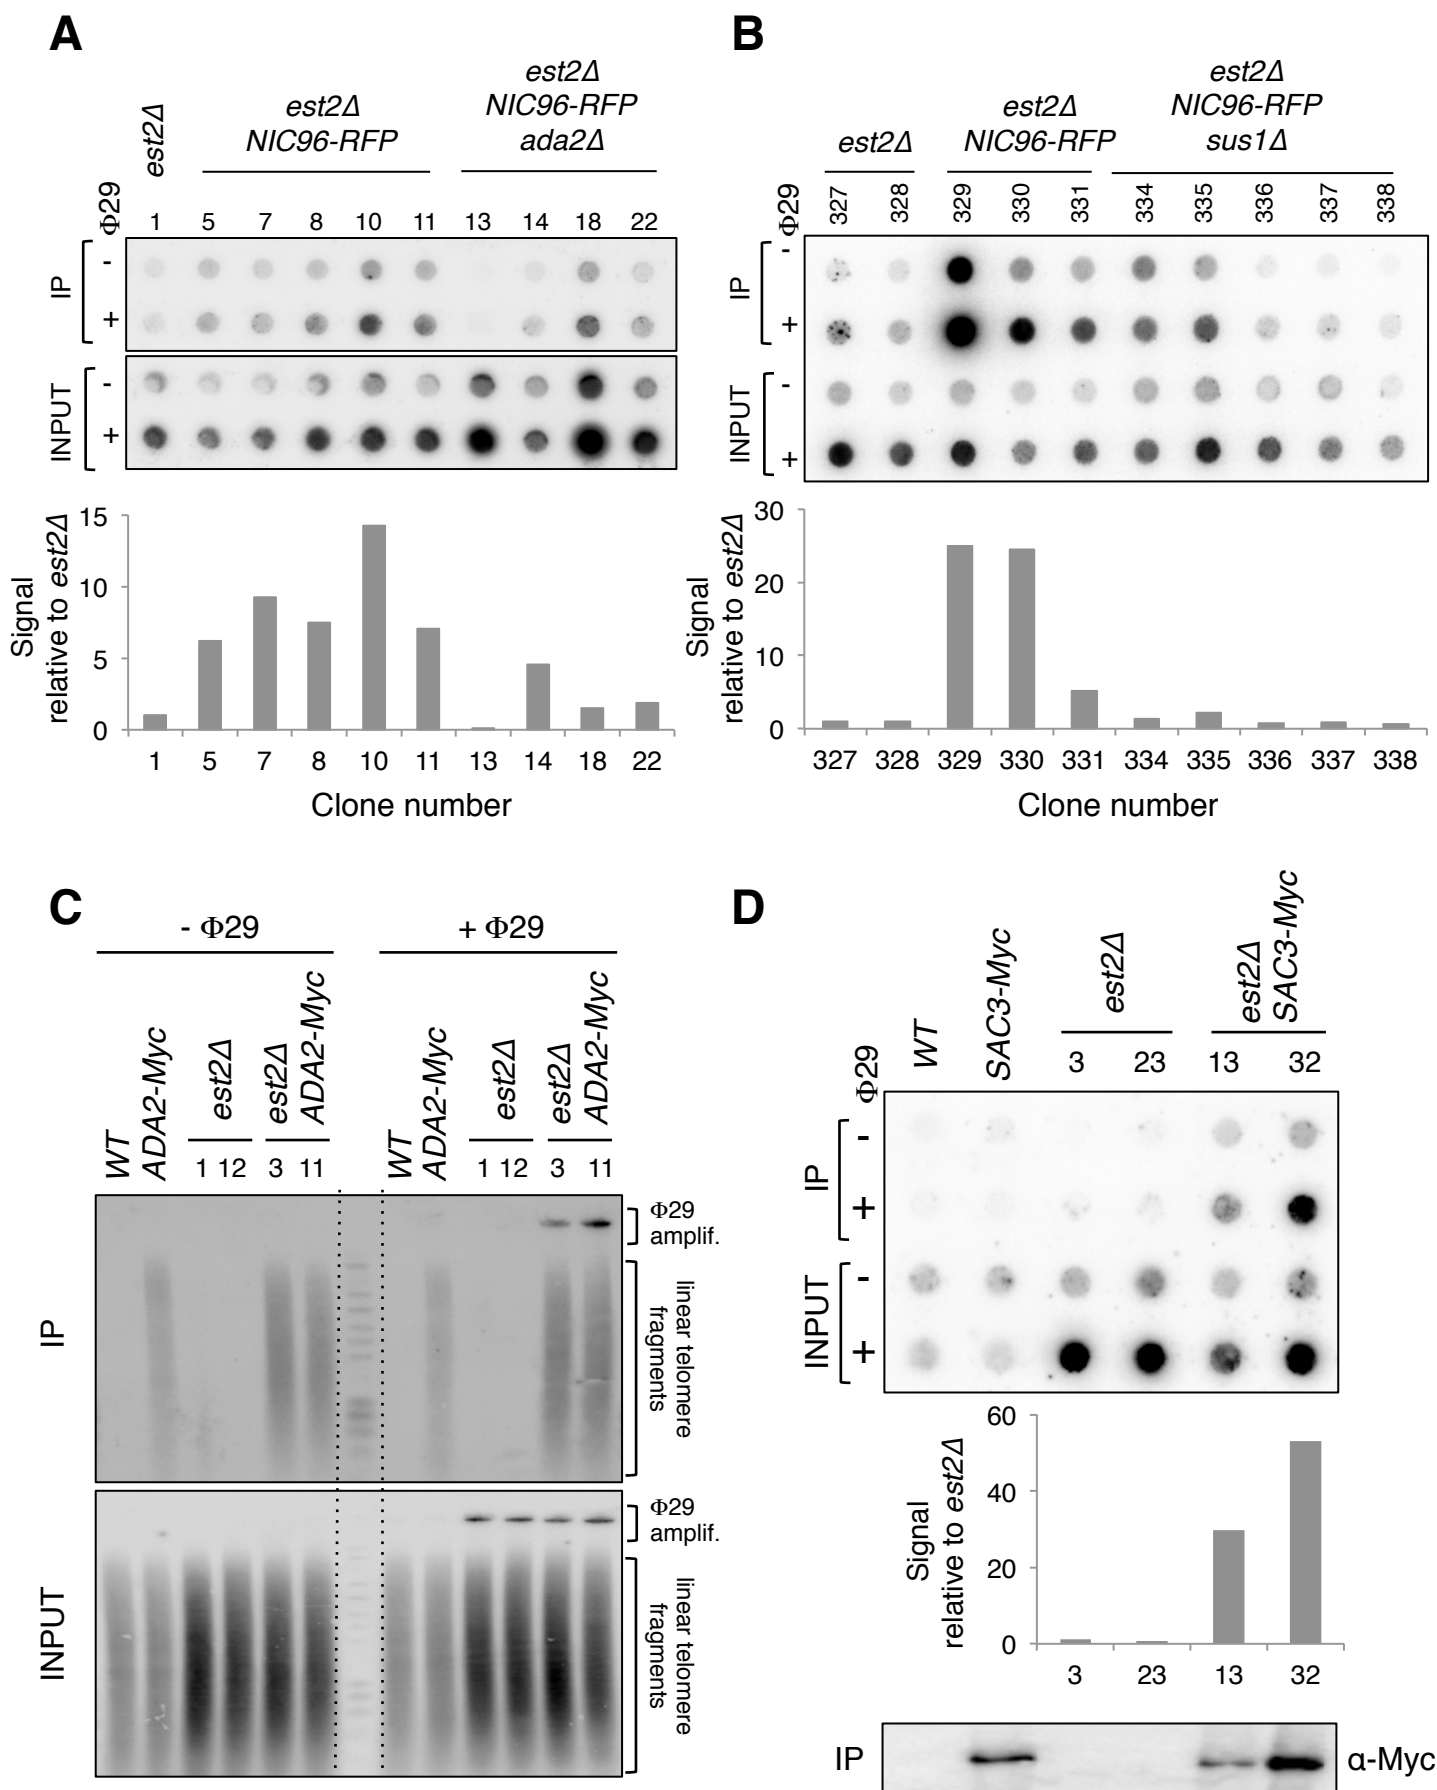 A
est2Δ
est2Δ
NIC96-RFP
est2Δ
NIC96-RFP
ada2Δ
Φ29
1 5 7 8 10 11 13 14 18 22
IP
-
+
INPUT
-
+
Signal
relative to est2Δ
15
10
5
0
1 5 7 8 10 11 13 14 18 22
Clone number
B
est2Δ
est2Δ
NIC96-RFP
est2Δ
NIC96-RFP
sus1Δ
Φ29
327 328 329 330 331 334 335 336 337 338
IP
-
+
INPUT
-
+
Signal
relative to est2Δ
30
20
10
0
327 328 329 330 331 334 335 336 337 338
Clone number
C
- Φ29
+ Φ29
WT
ADA2-Myc
est2Δ
est2Δ
ADA2-Myc
WT
ADA2-Myc
est2Δ
est2Δ
ADA2-Myc
1 12 3 11
1 12 3 11
IP
Φ29
amplif.
linear telomere
fragments
INPUT
Φ29
amplif.
linear telomere
fragments
D
Φ29
WT
SAC3-Myc
est2Δ
est2Δ
SAC3-Myc
3 23 13 32
IP
-
+
INPUT
-
+
Signal
relative to est2Δ
60
40
20
0
3 23 13 32
IP
α-Myc